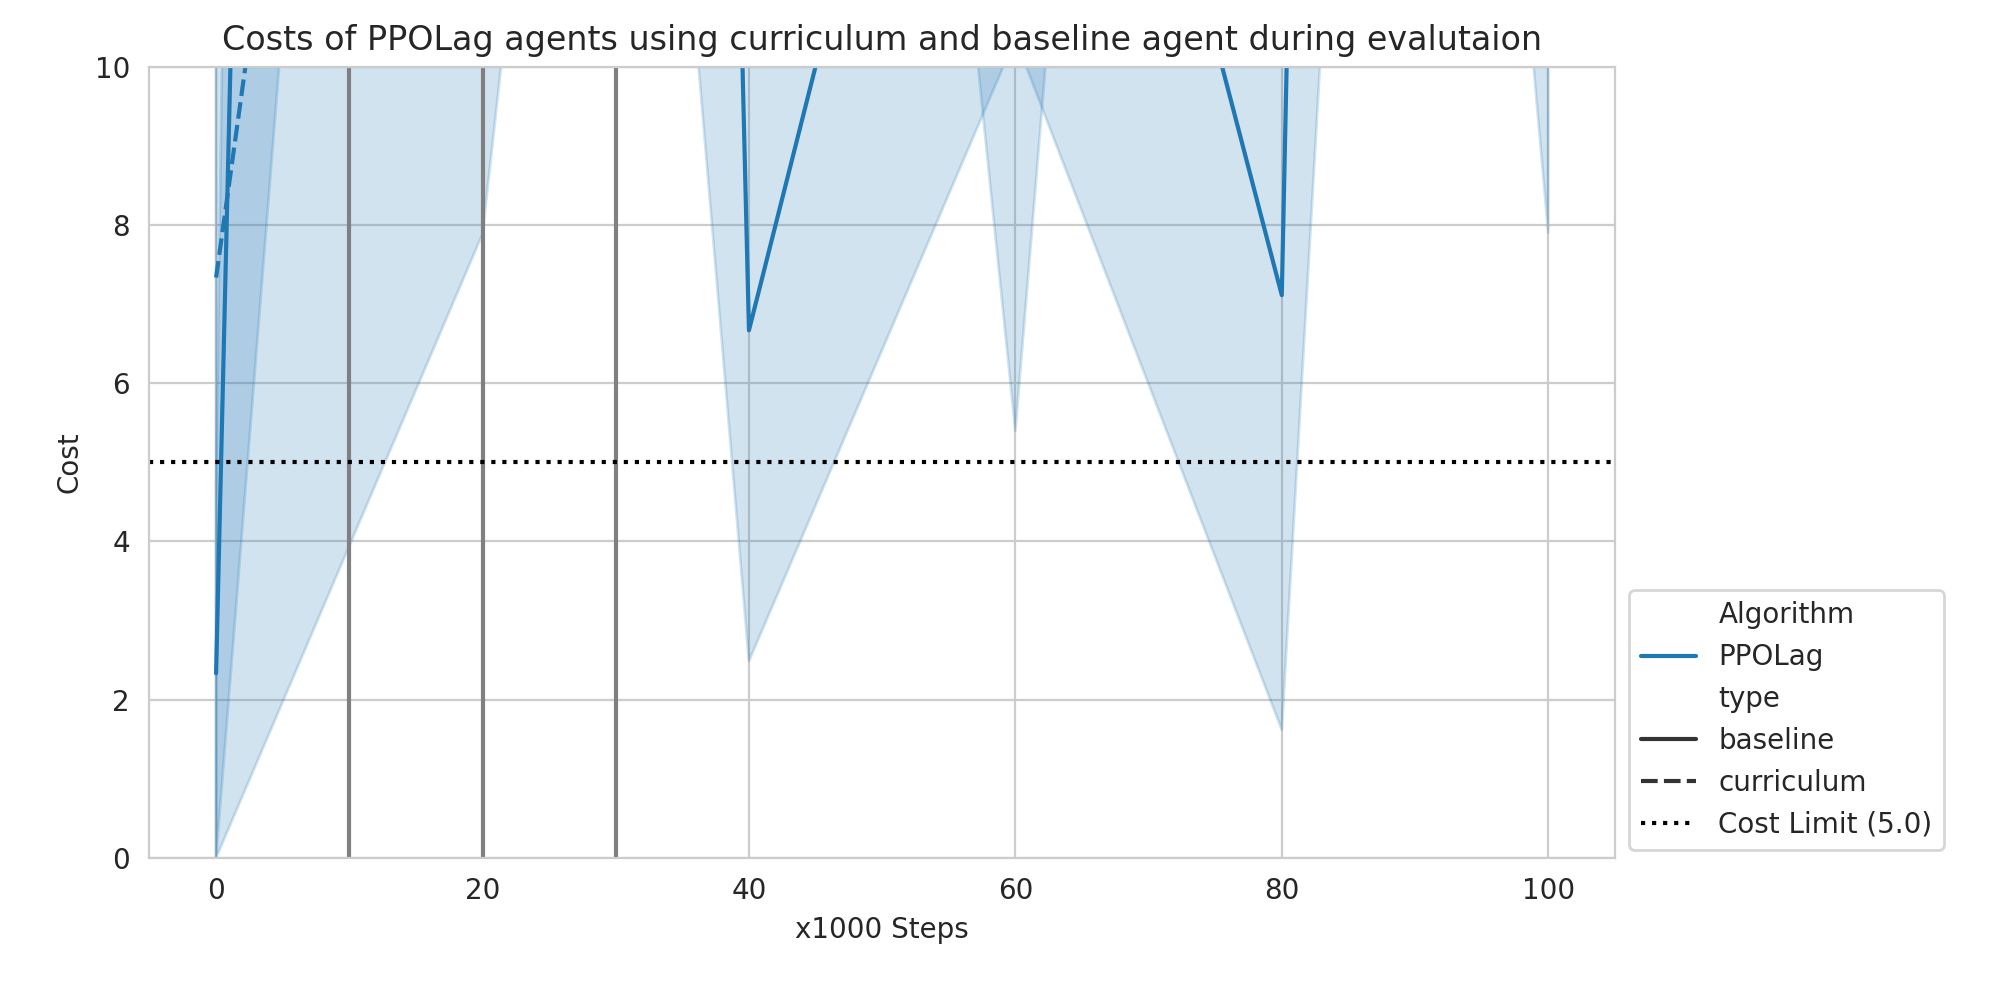 Costs of PPOLag agents using curriculum and baseline agent during evalutaion
10
8
6
4
2
0
Cost
0 20 40 60 80 100
x1000 Steps
Algorithm
PPOLag
type
baseline
curriculum
Cost Limit (5.0)